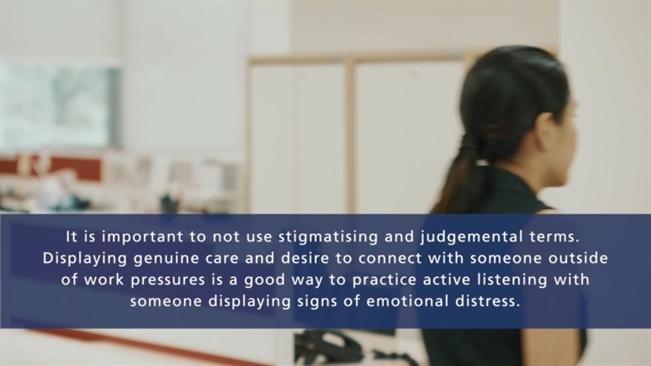 It is important to not use stigmatising and judgemental terms.
Displaying genuine care and desire to connect with someone outside
of work pressures is a good way to practice active listening with
someone displaying signs of emotional distress.